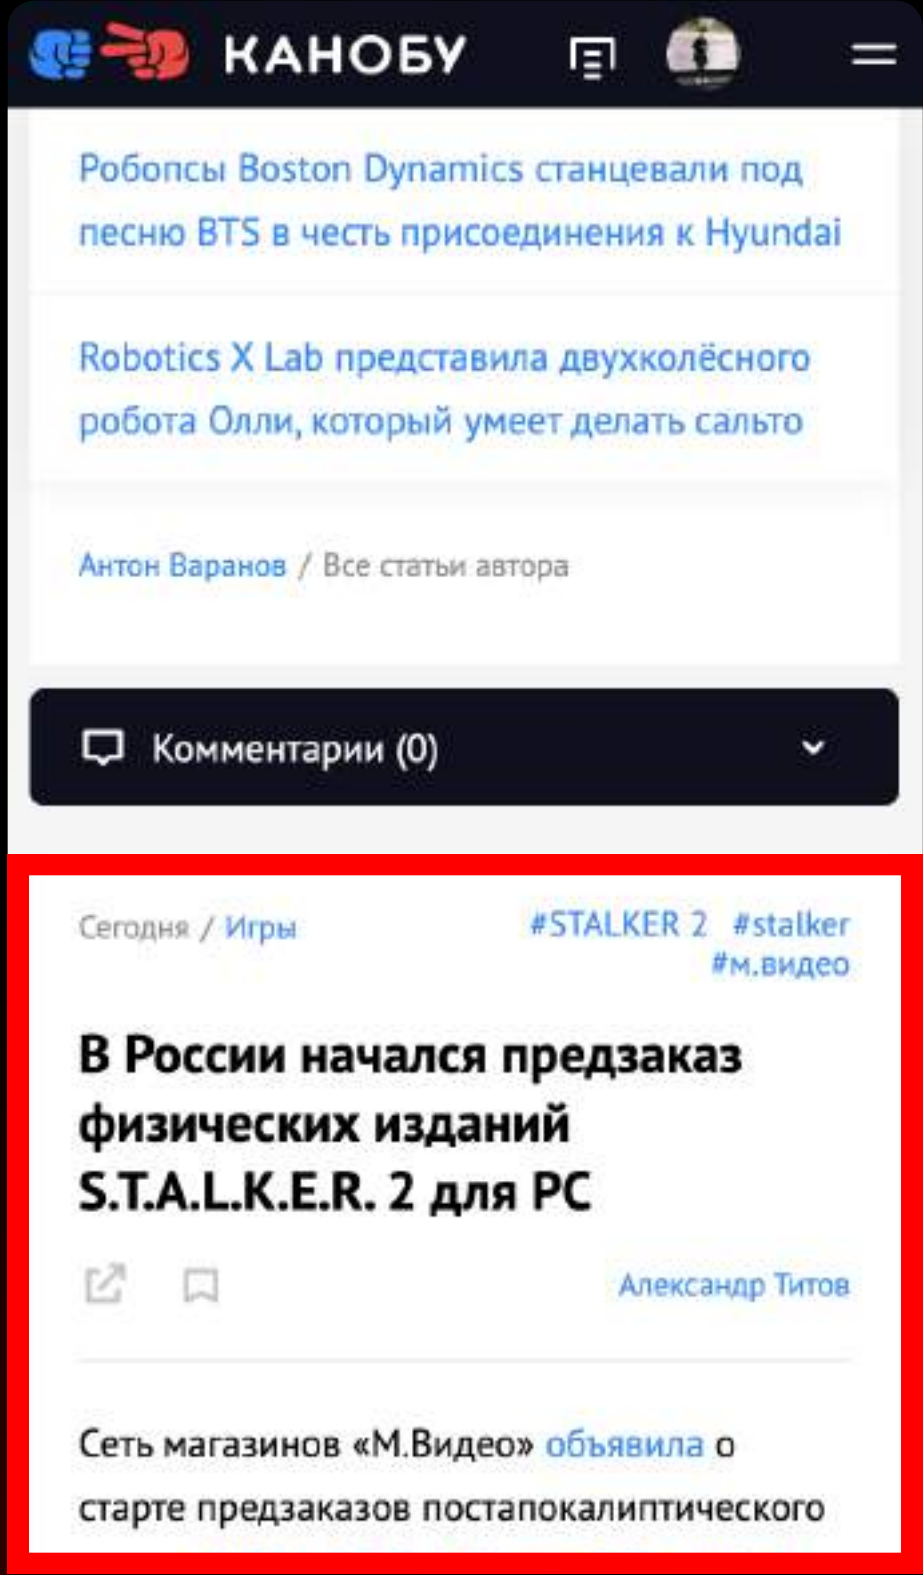 КАНОБУ
Робопсы Boston Dynamics станцевали под
песню BTS в честь присоединения к Hyundai
Robotics X Lab представила двухколёсного
робота Олли, который умеет делать сальто
Антон Варанов / Все статьи автора
Комментарии (0)
Сегодня / Игры
#STALKER 2 #stalker
#м.видео
В России начался предзаказ
физических изданий
S.T.A.L.K.E.R. 2 для PC
Александр Титов
Сеть магазинов «М.Видео» объявила о
старте предзаказов постапокалиптического